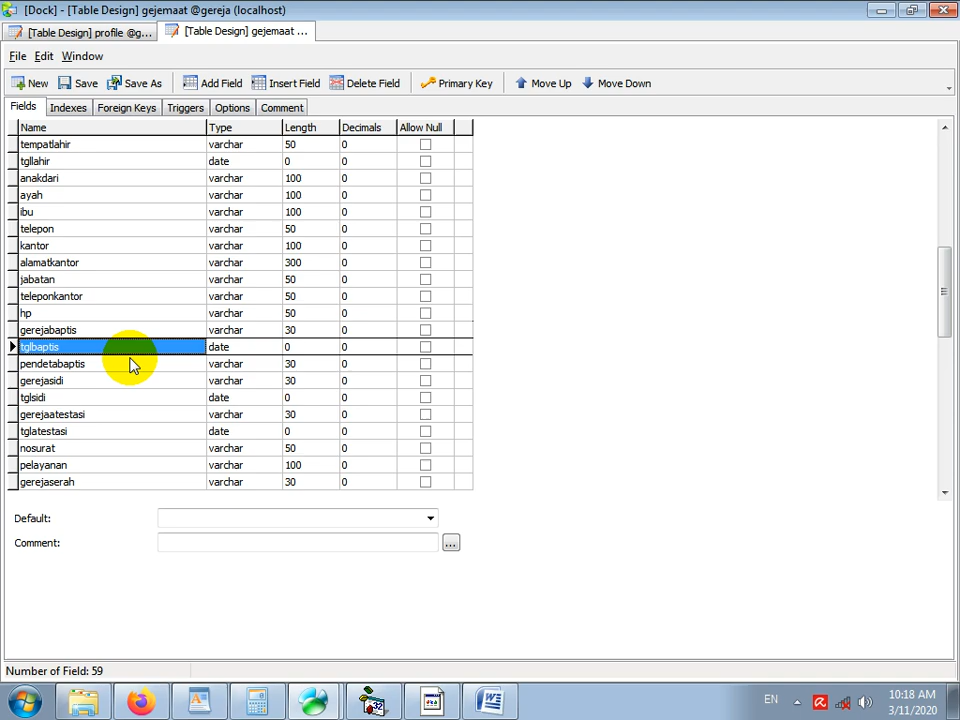 [Dock] - [Table Design] gejemaat @gereja (localhost)
[Table Design] profile @g... [Table Design] gejemaat ...
File Edit Window
New Save Save As Add Field Insert Field Delete Field Primary Key Move Up Move Down
Fields Indexes Foreign Keys Triggers Options Comment
Name Type Length Decimals Allow Null
tempatlahir varchar 50 0
tgllahir date 0 0
anakdari varchar 100 0
ayah varchar 100 0
ibu varchar 100 0
telepon varchar 50 0
kantor varchar 100 0
alamatkantor varchar 300 0
jabatan varchar 50 0
teleponkantor varchar 50 0
hp varchar 50 0
gerejabaptis varchar 30 0
tglbaptis date 0 0
pendetabaptis varchar 30 0
gerejasidi varchar 30 0
tglsidi date 0 0
gerejaatestasi varchar 30 0
tglatestasi date 0 0
nosurat varchar 50 0
pelayanan varchar 100 0
gerejaserah varchar 30 0
Default:
Comment: ...
Number of Field: 59
EN 10:18 AM
3/11/2020